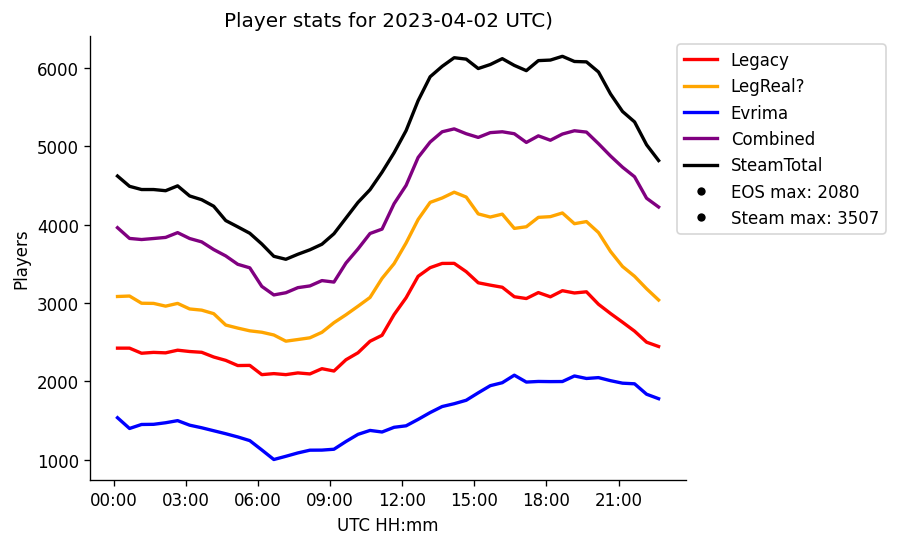 Player stats for 2023-04-02 UTC)
Legacy
LegReal?
Evrima
Combined
SteamTotal
EOS max: 2080
Steam max: 3507
Players
6000
5000
4000
3000
2000
1000
00:00 03:00 06:00 09:00 12:00 15:00 18:00 21:00
UTC HH:mm